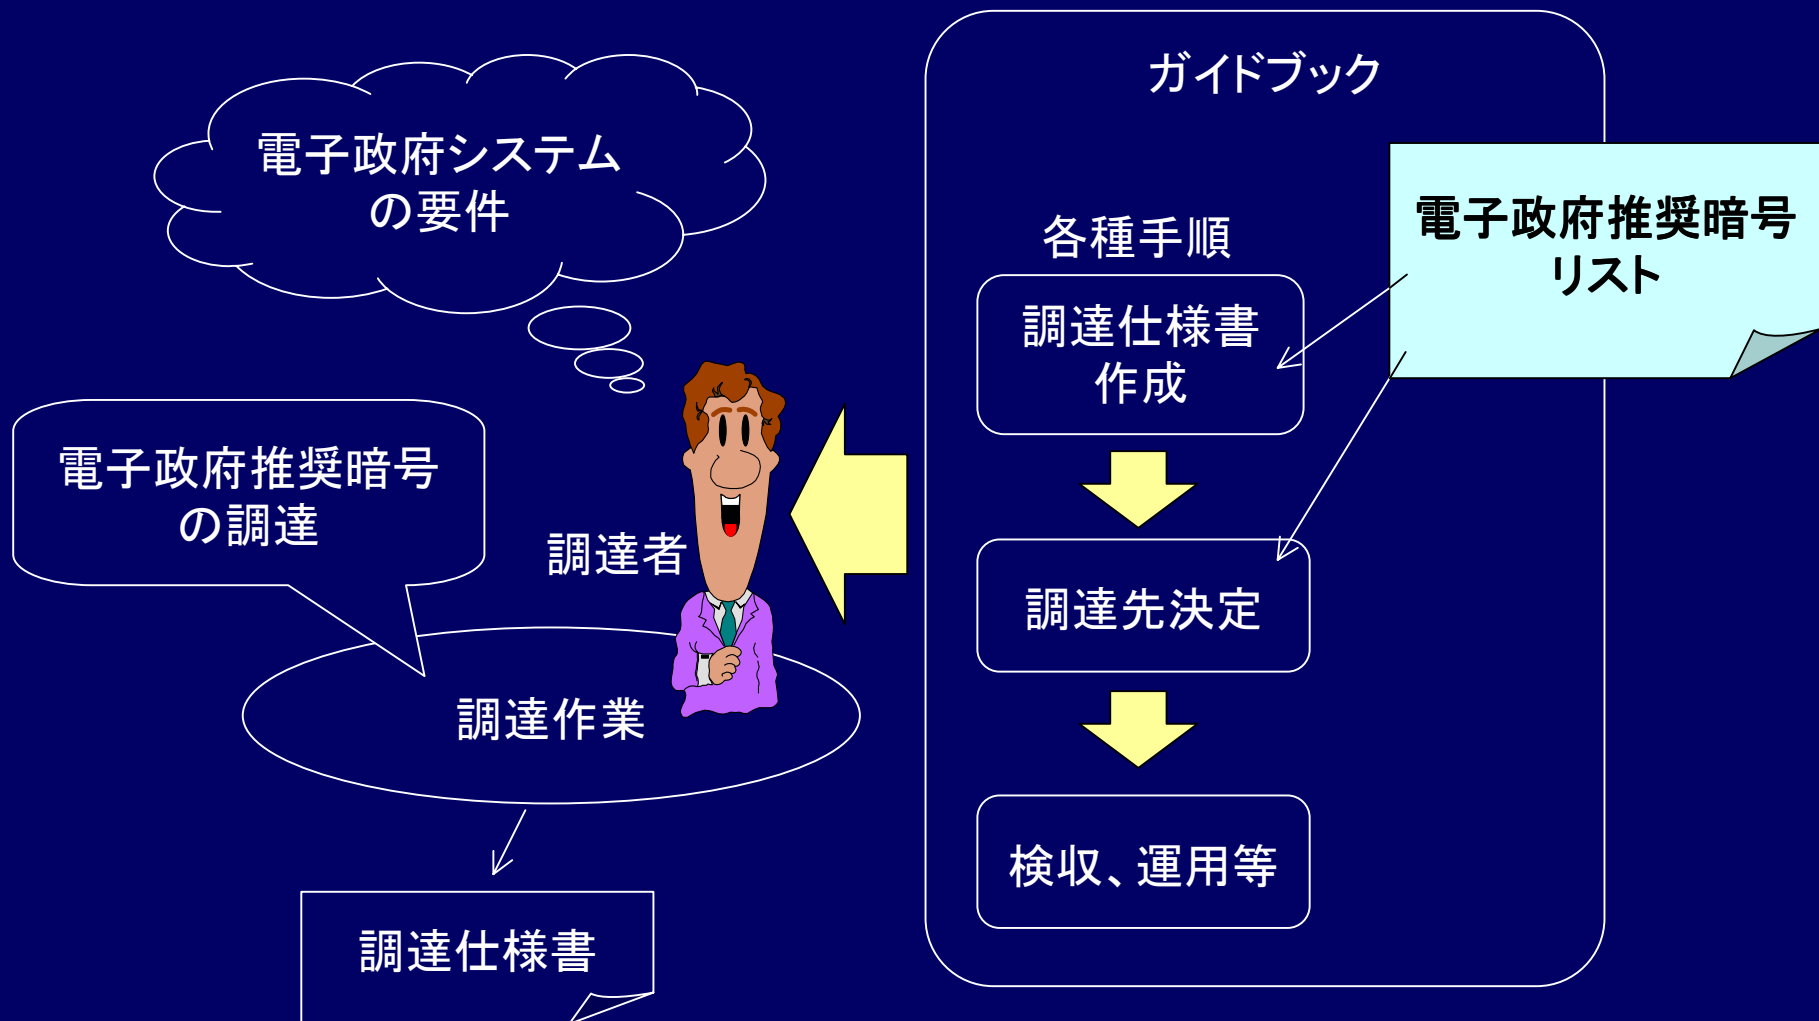 電子政府システム
の要件
電子政府推奨暗号
の調達
調達者
調達作業
調達仕様書
ガイドブック
各種手順
調達仕様書
作成
調達先決定
検収、運用等
電子政府推奨暗号
リスト